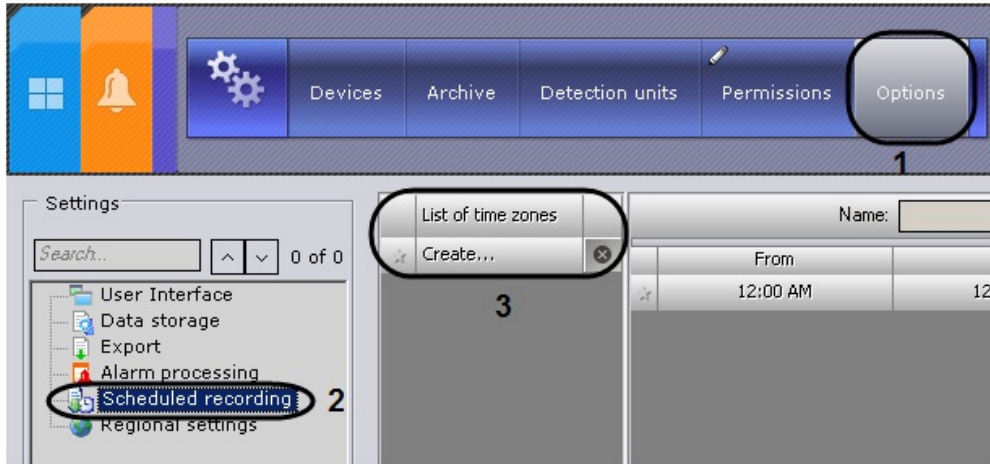 Devices Archive Detection units Permissions Options
1
Settings
Search... 0 of 0
User Interface
Data storage
Export
Alarm processing
Scheduled recording 2
Regional settings
List of time zones
Create...
3
Name:
From
12:00 AM 12